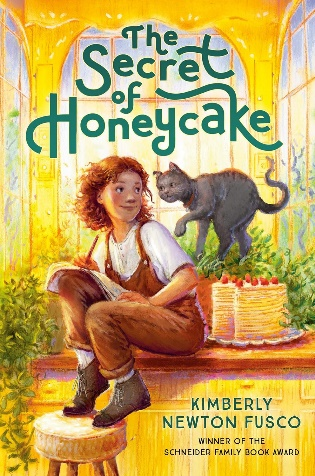 The
Secret
of
Honeycake
KIMBERLY
NEWTON FUSCO
WINNER OF THE
SCHNEIDER FAMILY BOOK AWARD